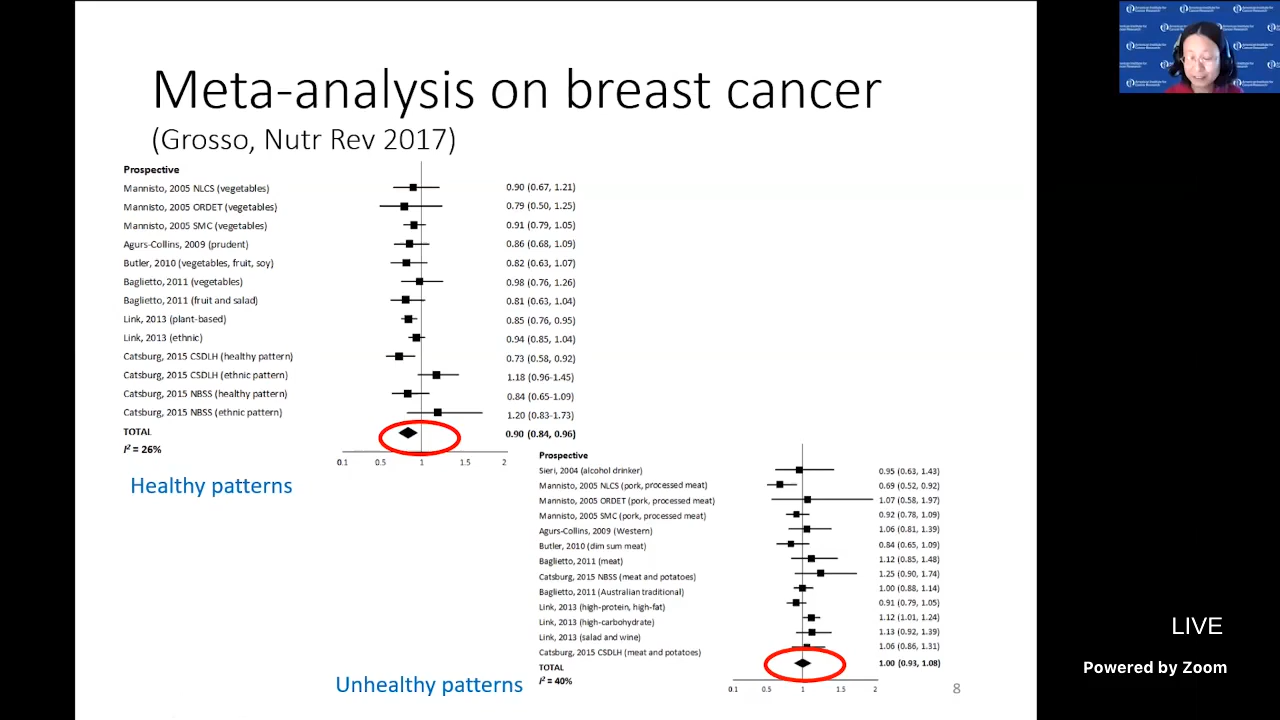 Meta-analysis on breast cancer
(Grosso, Nutr Rev 2017)
Prospective
Mannisto, 2005 NLCS (vegetables) 0.90 (0.67, 1.21)
Mannisto, 2005 ORDET (vegetables) 0.79 (0.50, 1.25)
Mannisto, 2005 SMC (vegetables) 0.91 (0.79, 1.05)
Agurs-Collins, 2009 (prudent) 0.86 (0.68, 1.09)
Butler, 2010 (vegetables, fruit, soy) 0.82 (0.63, 1.07)
Baglietto, 2011 (vegetables) 0.98 (0.76, 1.26)
Baglietto, 2011 (fruit and salad) 0.81 (0.63, 1.04)
Link, 2013 (plant-based) 0.85 (0.76, 0.95)
Link, 2013 (ethnic) 0.94 (0.85, 1.04)
Catsburg, 2015 CSDLH (healthy pattern) 0.73 (0.58, 0.92)
Catsburg, 2015 CSDLH (ethnic pattern) 1.18 (0.96-1.45)
Catsburg, 2015 NBSS (healthy pattern) 0.84 (0.65-1.09)
Catsburg, 2015 NBSS (ethnic pattern) 1.20 (0.83-1.73)
TOTAL 0.90 (0.84, 0.96)
I² = 26%
0.1 0.5 1 1.5 2
Healthy patterns
Prospective
Sieri, 2004 (alcohol drinker) 0.95 (0.63, 1.43)
Mannisto, 2005 NLCS (pork, processed meat) 0.69 (0.52, 0.92)
Mannisto, 2005 ORDET (pork, processed meat) 1.07 (0.58, 1.97)
Mannisto, 2005 SMC (pork, processed meat) 0.92 (0.78, 1.09)
Agurs-Collins, 2009 (Western) 1.06 (0.81, 1.39)
Butler, 2010 (dim sum meat) 0.84 (0.65, 1.09)
Baglietto, 2011 (meat) 1.12 (0.85, 1.48)
Catsburg, 2015 NBSS (meat and potatoes) 1.25 (0.90, 1.74)
Baglietto, 2011 (Australian traditional) 1.00 (0.88, 1.14)
Link, 2013 (high-protein, high-fat) 0.91 (0.79, 1.05)
Link, 2013 (high-carbohydrate) 1.12 (1.01, 1.24)
Link, 2013 (salad and wine) 1.13 (0.92, 1.39)
Catsburg, 2015 CSDLH (meat and potatoes) 1.06 (0.86, 1.31)
TOTAL 1.00 (0.93, 1.08)
I² = 40%
0.1 0.5 1 1.5 2
Unhealthy patterns
8
American Institute for
Cancer Research
LIVE
Powered by Zoom